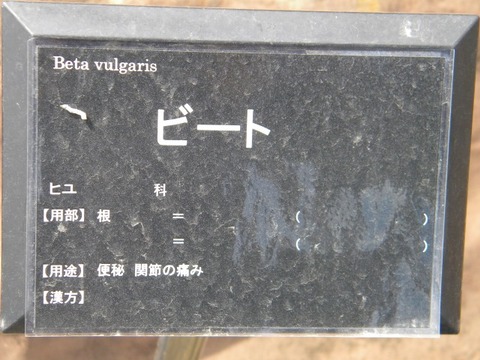 Beta vulgaris
ビート
ヒユ 科
【用部】 根 ＝ （ ）
＝ （ ）
【用途】 便秘 関節の痛み
【漢方】